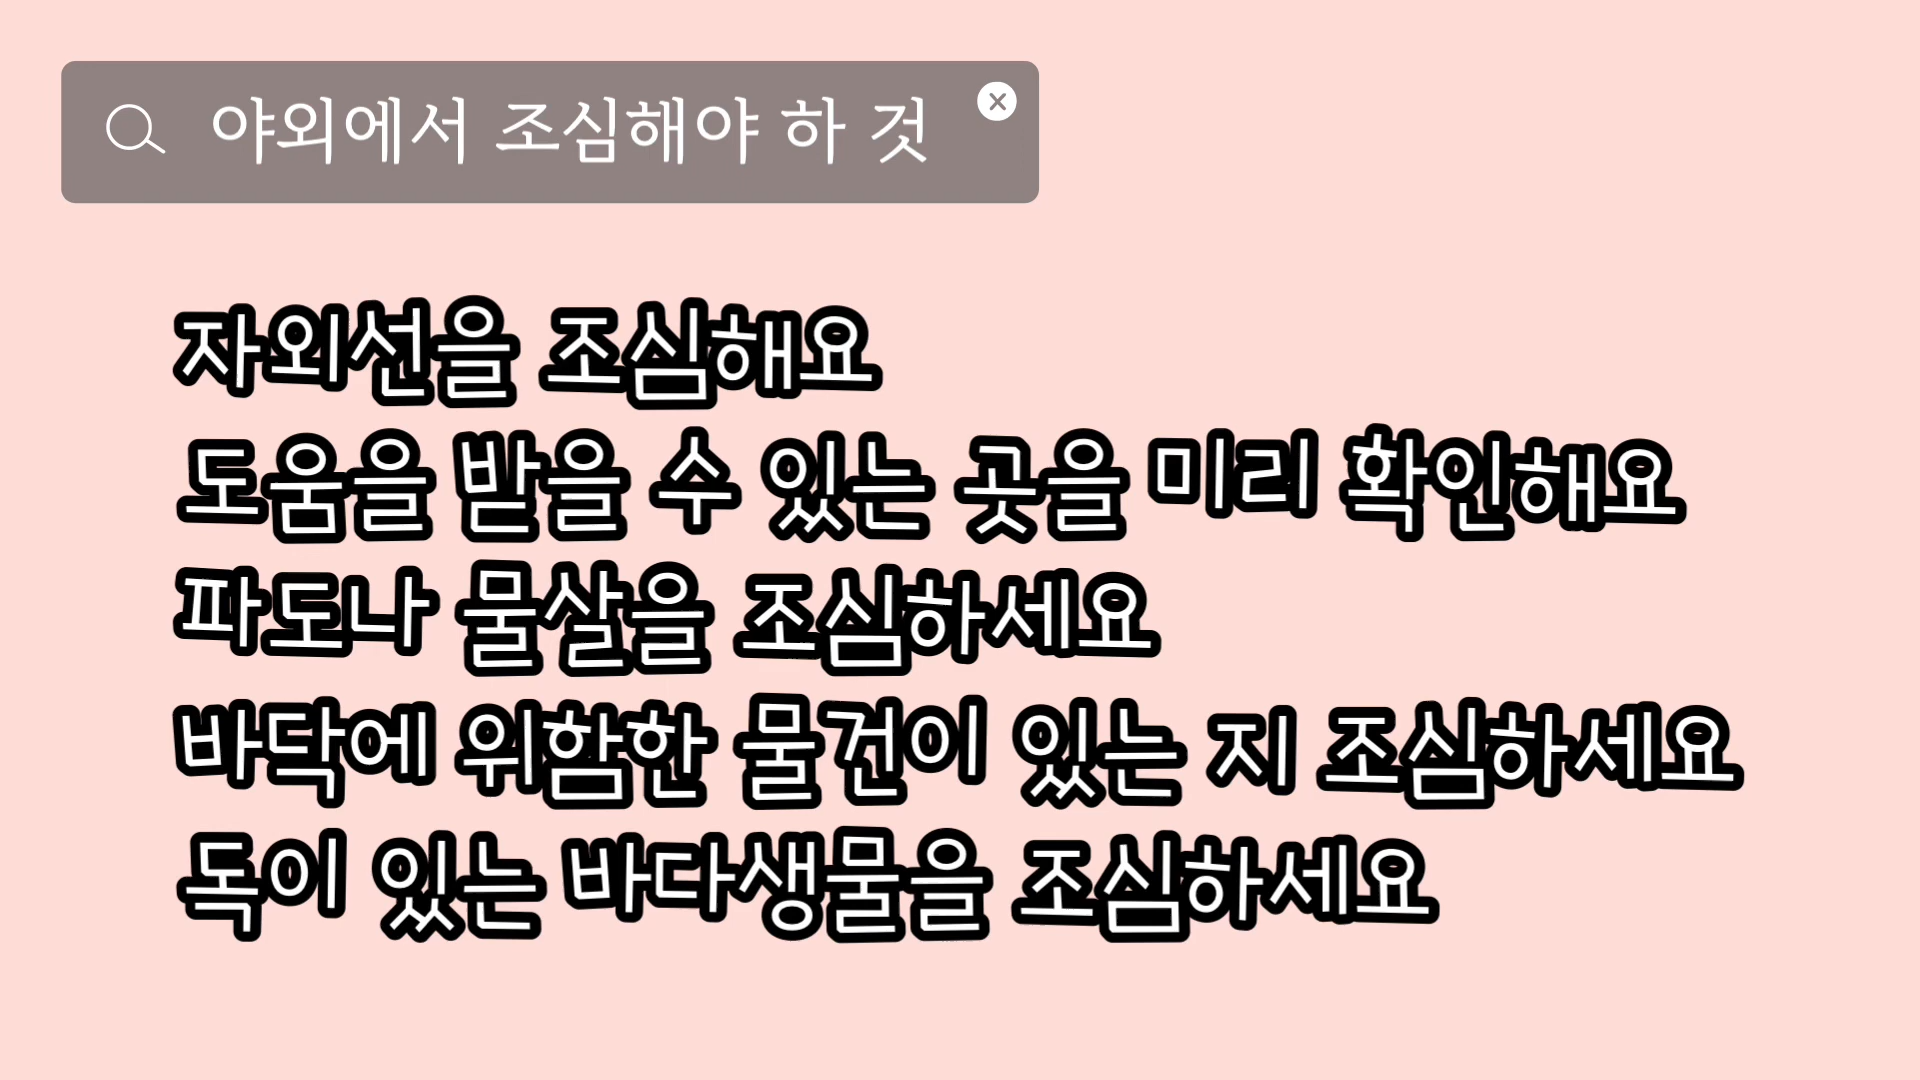 야외에서 조심해야 하 것
자외선을 조심해요
도움을 받을 수 있는 곳을 미리 확인해요
파도나 물살을 조심하세요
바닥에 위함한 물건이 있는 지 조심하세요
독이 있는 바다생물을 조심하세요